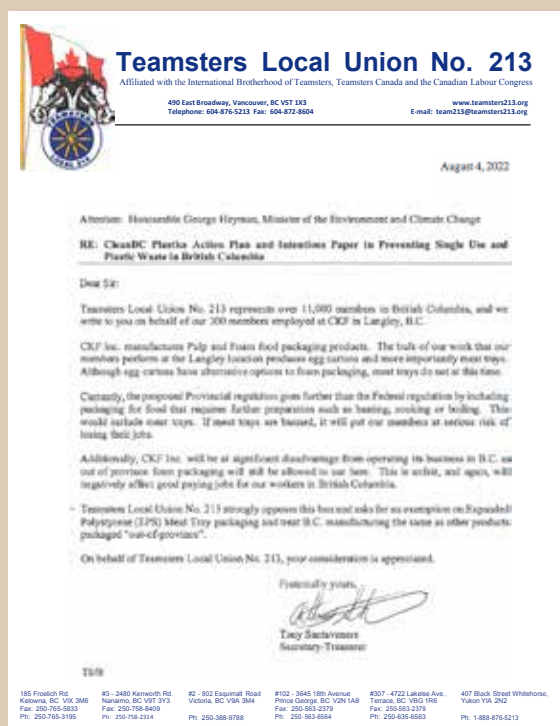 Teamsters Local Union No. 213
Affiliated with the International Brotherhood of Teamsters, Teamsters Canada and the Canadian Labour Congress
490 East Broadway, Vancouver, BC V5T 1X3
www.teamsters213.org
Telephone: 604-876-5213 Fax: 604-872-8604
E-mail: team213@teamsters213.org
August 4, 2022
Attention: Honourable George Heyman, Minister of the Environment and Climate Change
RE: CleanBC Plastics Action Plan and Intentions Paper in Preventing Single Use and
Plastic Waste in British Columbia
Dear Sir:
Teamsters Local Union No. 213 represents over 11,000 members in British Columbia, and we
write to you on behalf of our 300 members employed at CKF in Langley, B.C.
CKF Inc. manufactures Pulp and Foam food packaging products. The bulk of our work that our
members perform at the Langley location produces egg cartons and more importantly meat trays.
Although egg cartons have alternative options to foam packaging, meat trays do not at this time.
Currently, the proposed Provincial regulation goes further than the Federal regulation by including
packaging for food that requires further preparation such as heating, cooking or boiling. This
would include meat trays. If meat trays are banned, it will put our members at serious risk of
losing their jobs.
Additionally, CKF Inc. will be at significant disadvantage from operating its business in B.C. as
out of province foam packaging will still be allowed to use here. This is unfair, and again, will
negatively affect good paying jobs for our workers in British Columbia.
Teamsters Local Union No. 213 strongly opposes this ban and asks for an exemption on Expanded
Polystyrene (EPS) Meat Tray packaging and treat B.C. manufacturing the same as other products
packaged "out-of-province".
On behalf of Teamsters Local Union No. 213, your consideration is appreciated.
Fraternally yours,
Tony Santavenere
Secretary-Treasurer
TS/
185 Froelich Rd.
Kelowna, BC VIX 3M6
Fax: 250-765-5833
Ph: 250-765-3195
#3 - 2480 Kenworth Rd.
Nanaimo, BC V9T 3Y3
Fax: 250-758-8409
Ph: 250-758-2314
#2 - 802 Esquimalt Road
Victoria, BC V9A 3M4
Ph: 250-388-9788
#102 - 3645 18th Avenue
Prince George, BC V2N 1A8
Fax: 250-563-2379
Ph: 250-563-6564
#307 - 4722 Lakelse Ave.,
Terrace, BC VBG 1R6
Fax: 250-563-2379
Ph: 250-635-6563
407 Black Street Whitehorse,
Yukon YIA 2N2
Ph: 1-888-876-5213